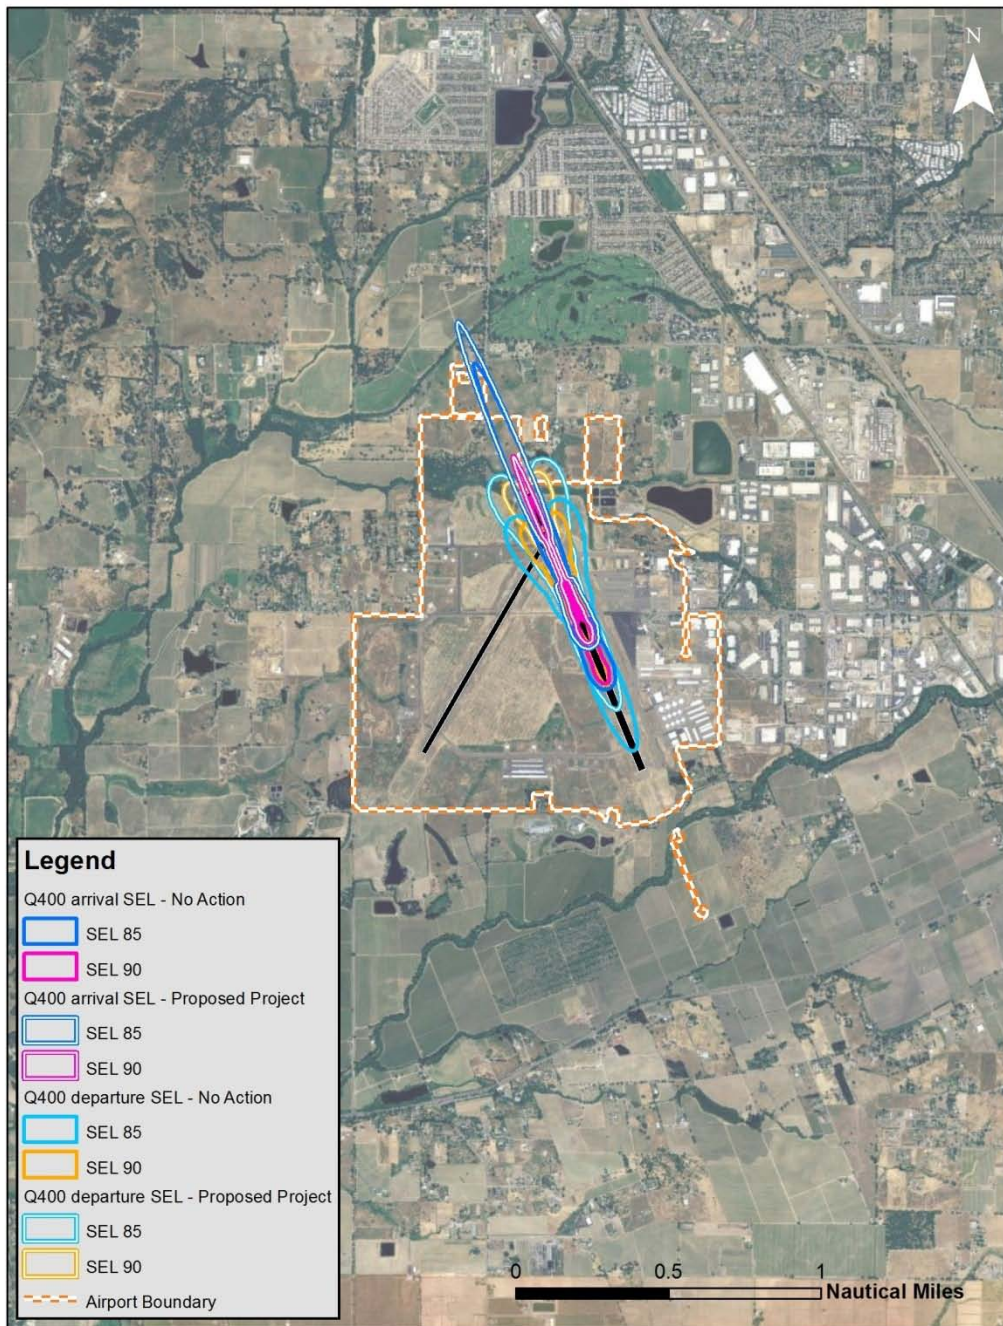 N
Legend
Q400 arrival SEL - No Action
SEL 85
SEL 90
Q400 arrival SEL - Proposed Project
SEL 85
SEL 90
Q400 departure SEL - No Action
SEL 85
SEL 90
Q400 departure SEL - Proposed Project
SEL 85
SEL 90
Airport Boundary
0 0.5 1
Nautical Miles